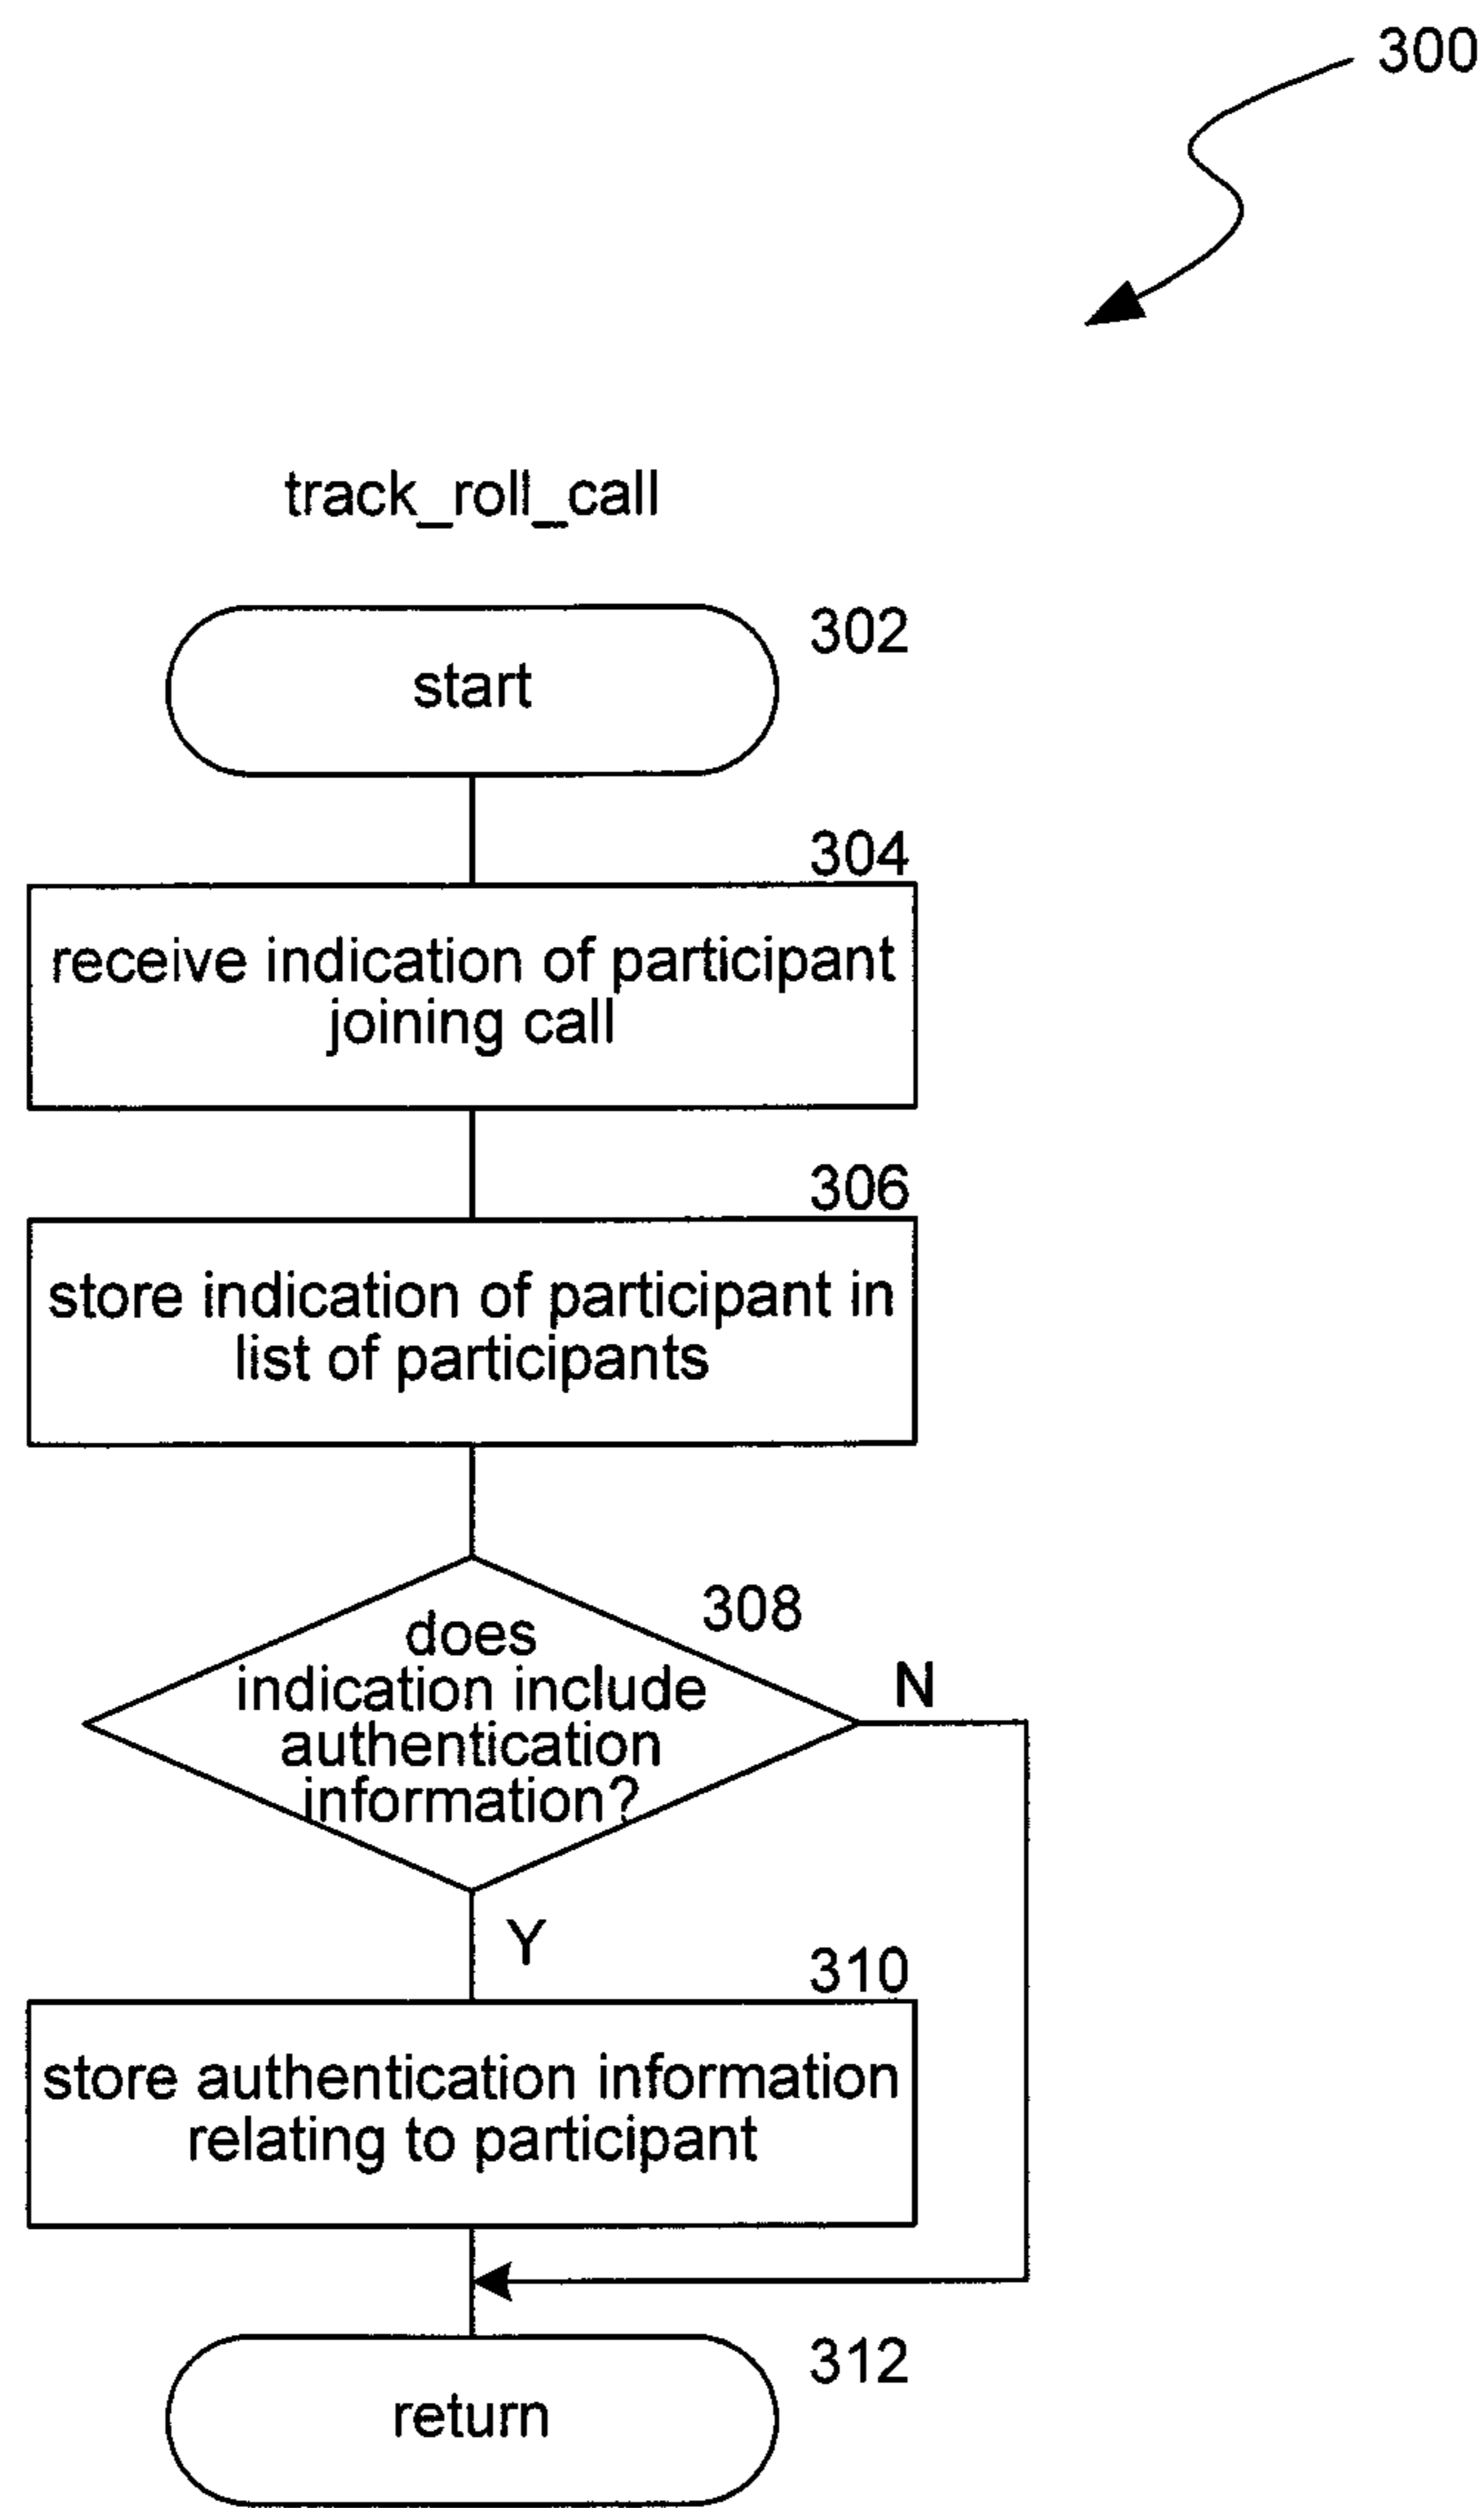 300
track_roll_call
302
start
304
receive indication of participant
joining call
306
store indication of participant in
list of participants
308
does
indication include
authentication
information?
N
Y
310
store authentication information
relating to participant
312
return